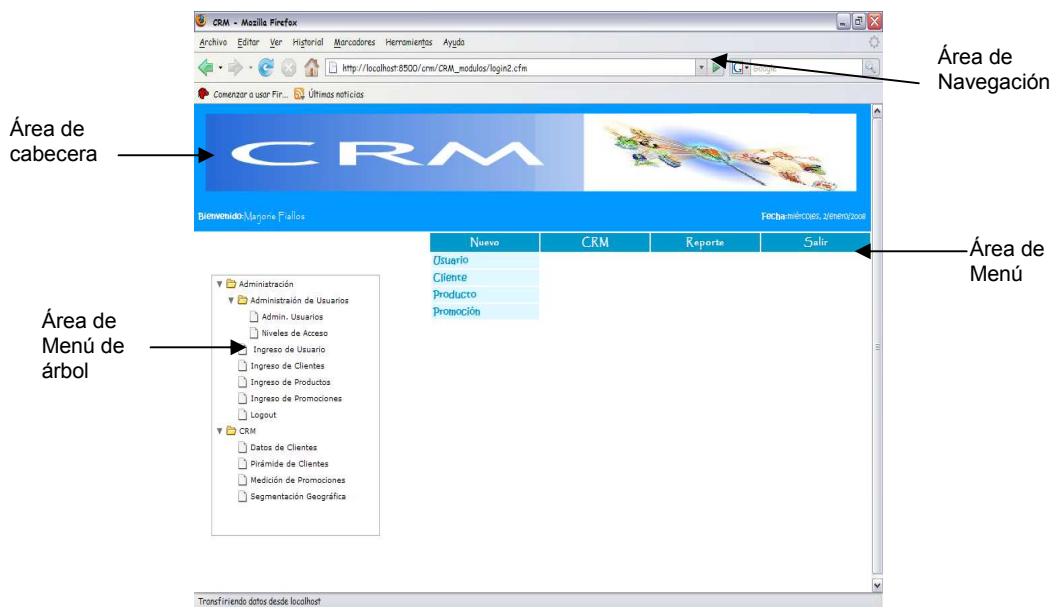 CRM - Mozilla Firefox
Archivo Editar Ver Historial Marcadores Herramientas Ayuda
http://localhost:8500/crm/CRM_modulos/login2.cfm
G Google
Comenzar a usar Fir... Últimas noticias
Área de
Navegación
Área de
cabecera
CRM
Bienvenido:Marjorie Fiallos
Fecha:miércoles, 2/enero/2008
Nuevo CRM Reporte Salir
Usuario
Cliente
Producto
Promoción
Área de
Menú
Área de
Menú de
árbol
Administración
Administraión de Usuarios
Admin. Usuarios
Niveles de Acceso
Ingreso de Usuario
Ingreso de Clientes
Ingreso de Productos
Ingreso de Promociones
Logout
CRM
Datos de Clientes
Pirámide de Clientes
Medición de Promociones
Segmentación Geográfica
Transfiriendo datos desde localhost